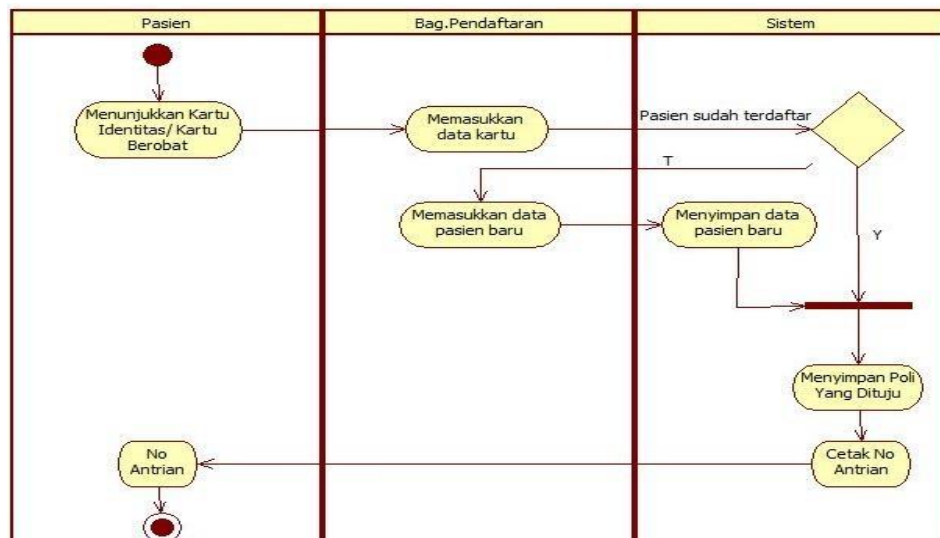 Pasien
Bag.Pendaftaran
Sistem
Menunjukkan Kartu
Identitas/ Kartu
Berobat
Memasukkan
data kartu
Pasien sudah terdaftar
T
Memasukkan data
pasien baru
Menyimpan data
pasien baru
Y
Menyimpan Poli
Yang Dituju
Cetak No
Antrian
No
Antrian